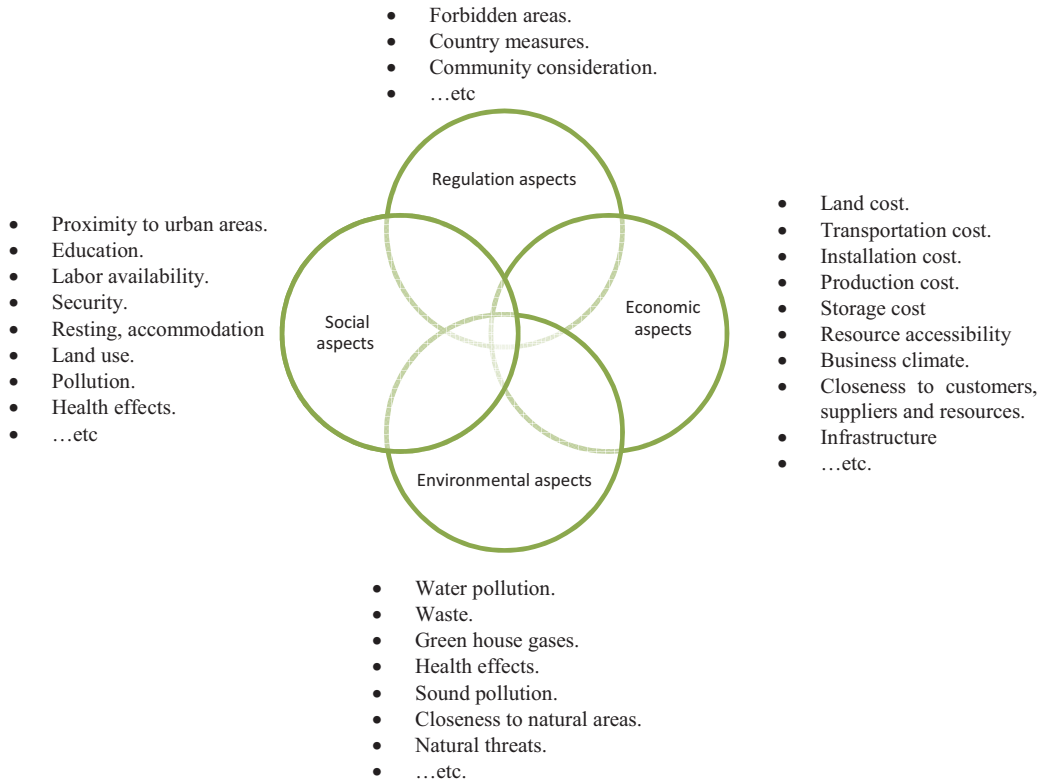 • Forbidden areas.
• Country measures.
• Community consideration.
• …etc
Regulation aspects
• Proximity to urban areas.
• Education.
• Labor availability.
• Security.
• Resting, accommodation
• Land use.
• Pollution.
• Health effects.
• …etc
Social
aspects
Economic
aspects
• Land cost.
• Transportation cost.
• Installation cost.
• Production cost.
• Storage cost
• Resource accessibility
• Business climate.
• Closeness to customers,
suppliers and resources.
• Infrastructure
• …etc.
Environmental aspects
• Water pollution.
• Waste.
• Green house gases.
• Health effects.
• Sound pollution.
• Closeness to natural areas.
• Natural threats.
• …etc.